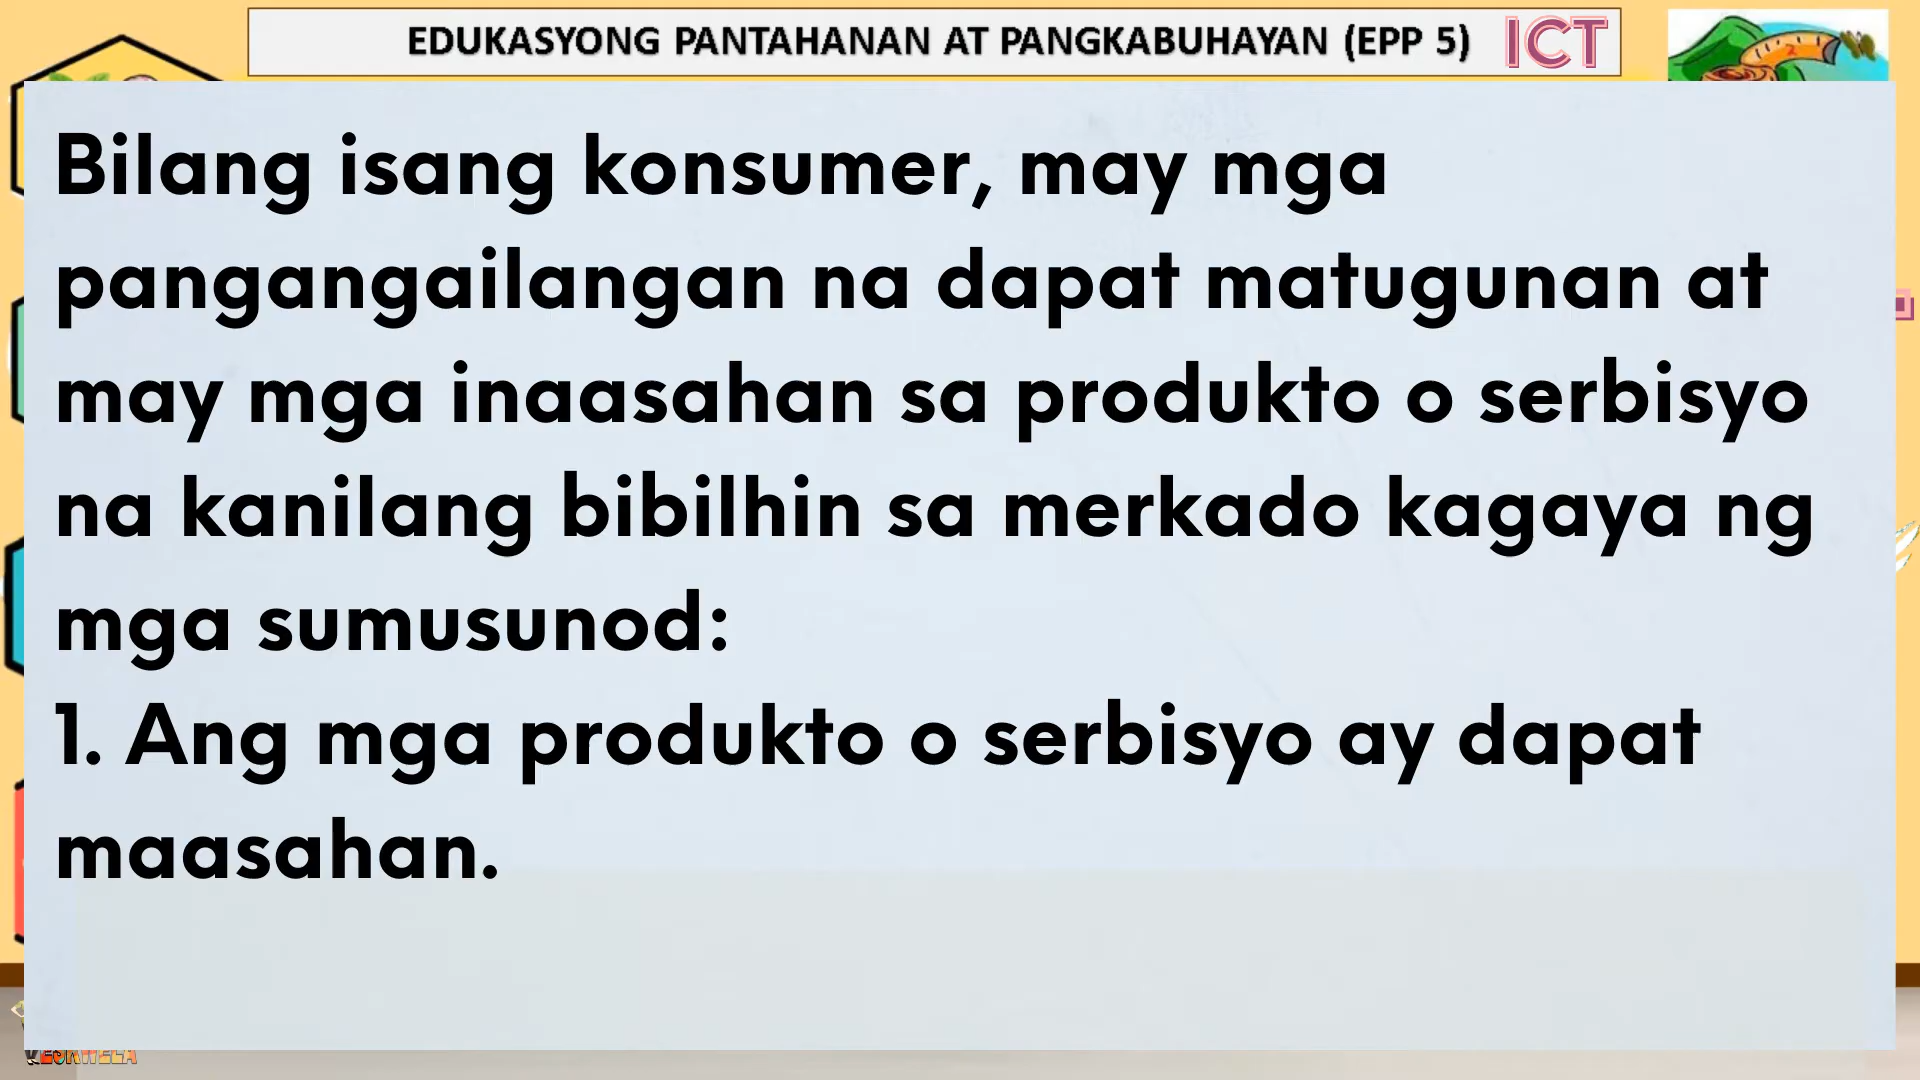 EDUKASYONG PANTAHANAN AT PANGKABUHAYAN (EPP 5) ICT
Bilang isang konsumer, may mga
pangangailangan na dapat matugunan at
may mga inaasahan sa produkto o serbisyo
na kanilang bibilhin sa merkado kagaya ng
mga sumusunod:
1. Ang mga produkto o serbisyo ay dapat
maasahan.